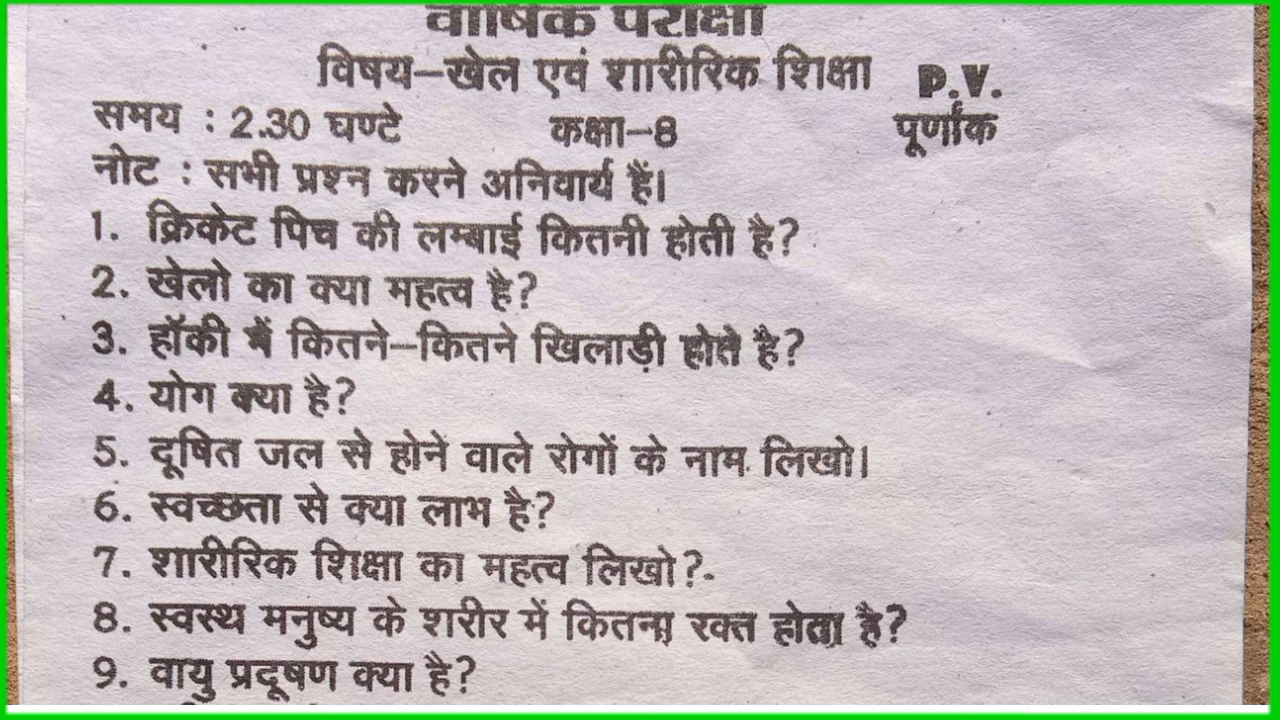 वार्षिक परीक्षा
विषय–खेल एवं शारीरिक शिक्षा P.V.
समय : 2.30 घण्टे कक्षा–8 पूर्णांक
नोट : सभी प्रश्न करने अनिवार्य हैं।
1. क्रिकेट पिच की लम्बाई कितनी होती है?
2. खेलो का क्या महत्व है?
3. हॉकी में कितने–कितने खिलाड़ी होते है?
4. योग क्या है?
5. दूषित जल से होने वाले रोगों के नाम लिखो।
6. स्वच्छता से क्या लाभ है?
7. शारीरिक शिक्षा का महत्व लिखो?
8. स्वस्थ मनुष्य के शरीर में कितना रक्त होता है?
9. वायु प्रदूषण क्या है?